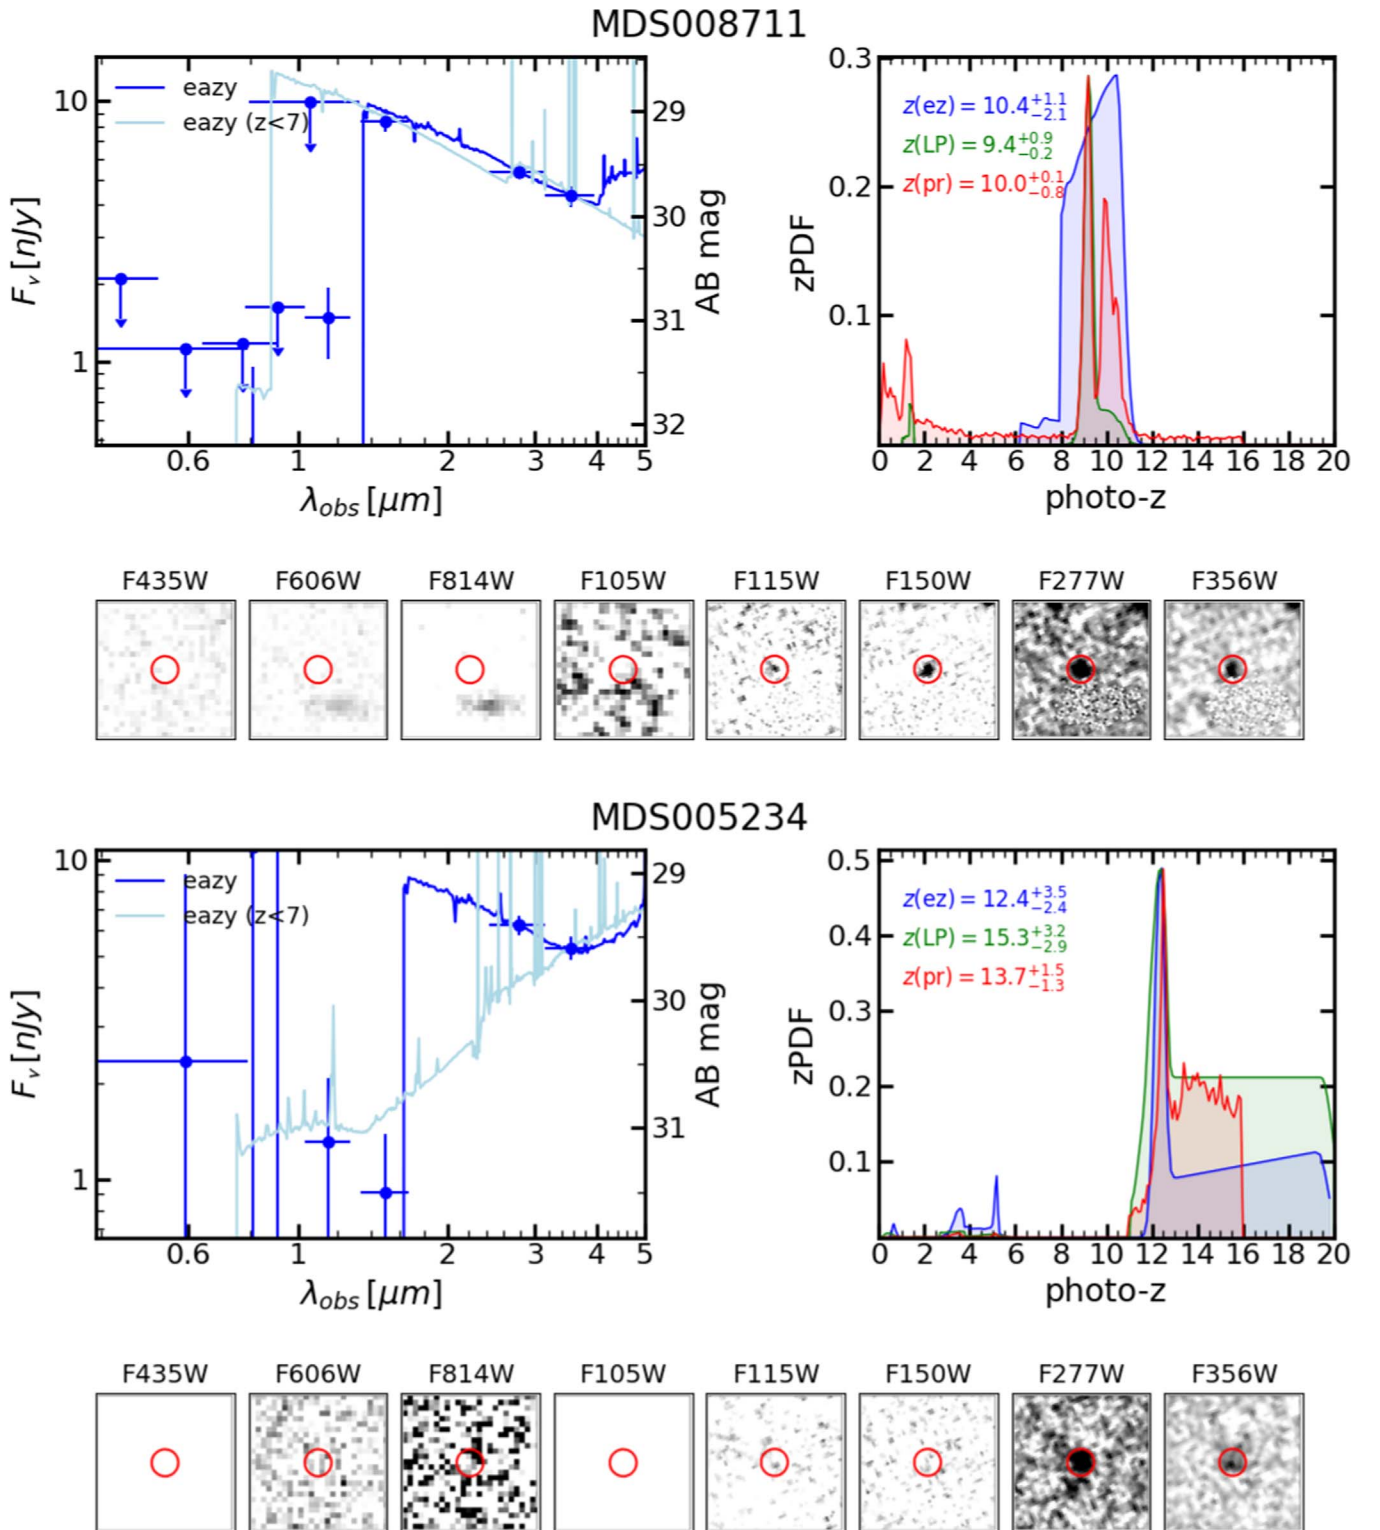 MDS008711
eazy
eazy (z<7)
10
1
F_ν [nJy]
29
30
31
32
AB mag
0.6 1 2 3 4 5
λ_obs [μm]
0.3
0.2
0.1
zPDF
z(ez) = 10.4^{+1.1}_{−2.1}
z(LP) = 9.4^{+0.9}_{−0.2}
z(pr) = 10.0^{+0.1}_{−0.8}
0 2 4 6 8 10 12 14 16 18 20
photo-z
F435W F606W F814W F105W F115W F150W F277W F356W
MDS005234
eazy
eazy (z<7)
10
1
F_ν [nJy]
29
30
31
AB mag
0.6 1 2 3 4 5
λ_obs [μm]
0.5
0.4
0.3
0.2
0.1
zPDF
z(ez) = 12.4^{+3.5}_{−2.4}
z(LP) = 15.3^{+3.2}_{−2.9}
z(pr) = 13.7^{+1.5}_{−1.3}
0 2 4 6 8 10 12 14 16 18 20
photo-z
F435W F606W F814W F105W F115W F150W F277W F356W